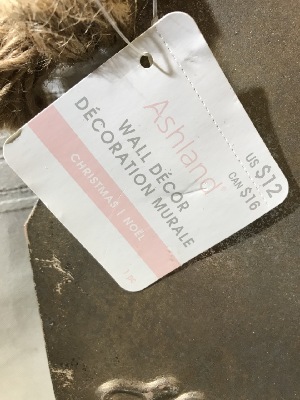 Ashland
WALL DÉCOR
DÉCORATION MURALE
CHRISTMAS | NOËL
US $12
CAN $16